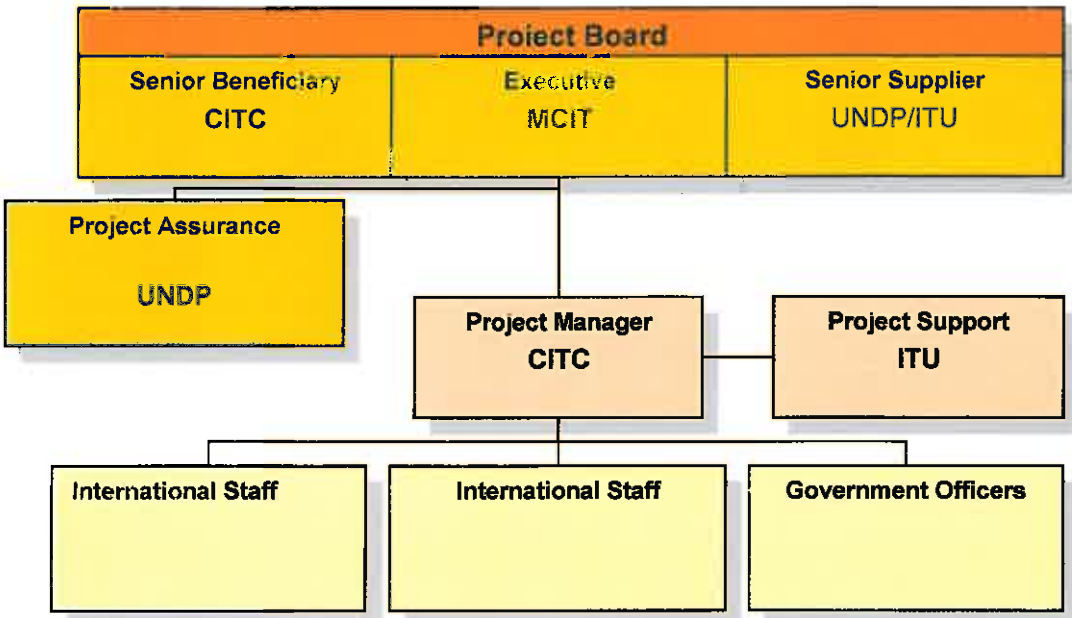 Project Board
Senior Beneficiary
CITC
Executive
MCIT
Senior Supplier
UNDP/ITU
Project Assurance
UNDP
Project Manager
CITC
Project Support
ITU
International Staff
International Staff
Government Officers